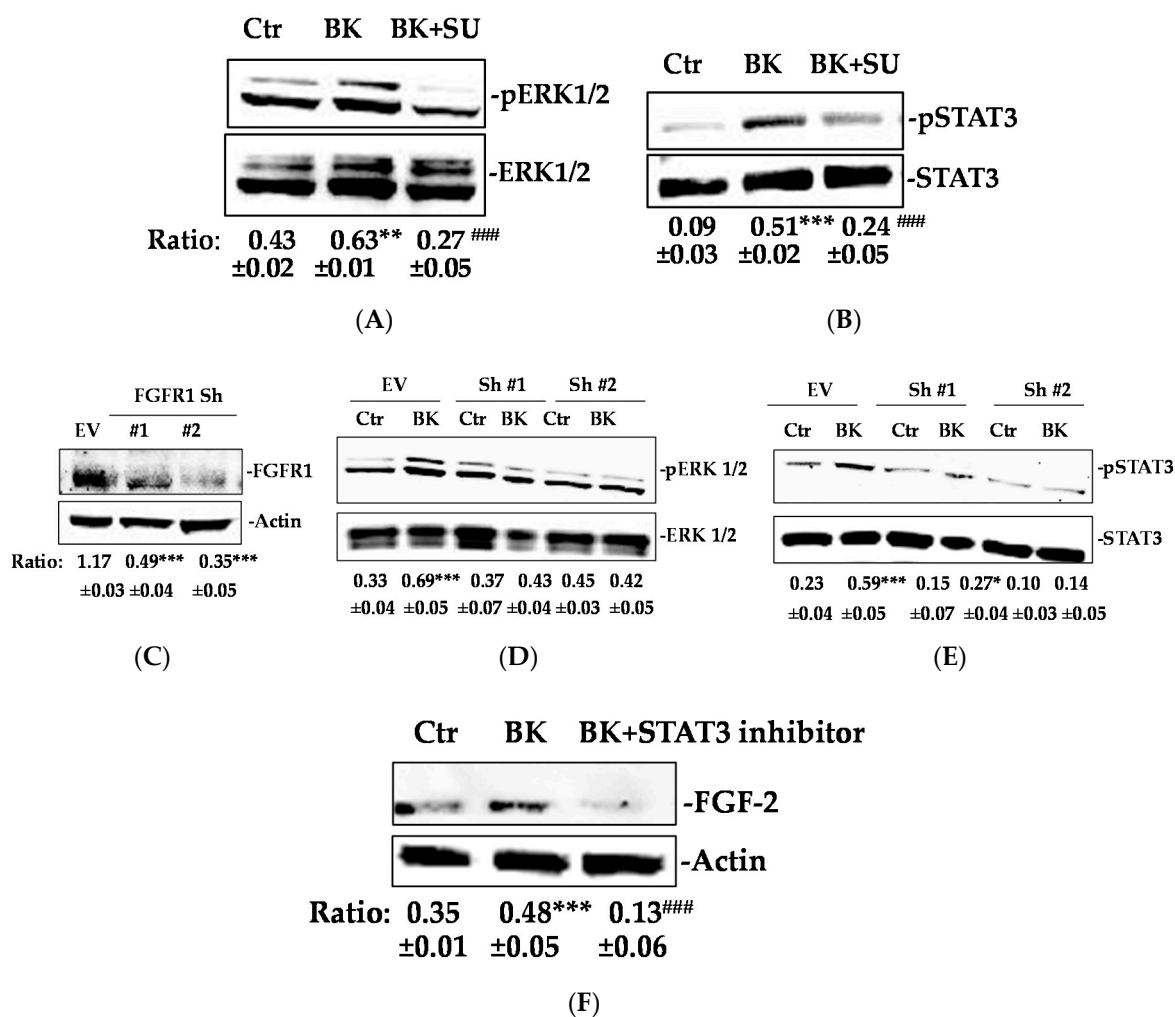 Ctr BK BK+SU
-pERK1/2
-ERK1/2
Ratio: 0.43 0.63** 0.27 ###
±0.02 ±0.01 ±0.05
(A)
Ctr BK BK+SU
-pSTAT3
-STAT3
0.09 0.51*** 0.24 ###
±0.03 ±0.02 ±0.05
(B)
FGFR1 Sh
EV #1 #2
-FGFR1
-Actin
Ratio: 1.17 0.49*** 0.35***
±0.03 ±0.04 ±0.05
(C)
EV Sh #1 Sh #2
Ctr BK Ctr BK Ctr BK
-pERK 1/2
-ERK 1/2
0.33 0.69*** 0.37 0.43 0.45 0.42
±0.04 ±0.05 ±0.07 ±0.04 ±0.03 ±0.05
(D)
EV Sh #1 Sh #2
Ctr BK Ctr BK Ctr BK
-pSTAT3
-STAT3
0.23 0.59*** 0.15 0.27* 0.10 0.14
±0.04 ±0.05 ±0.07 ±0.04 ±0.03 ±0.05
(E)
Ctr BK BK+STAT3 inhibitor
-FGF-2
-Actin
Ratio: 0.35 0.48*** 0.13###
±0.01 ±0.05 ±0.06
(F)